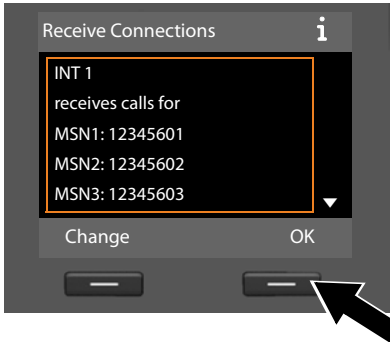 Receive Connections i
INT 1
receives calls for
MSN1: 12345601
MSN2: 12345602
MSN3: 12345603
Change OK